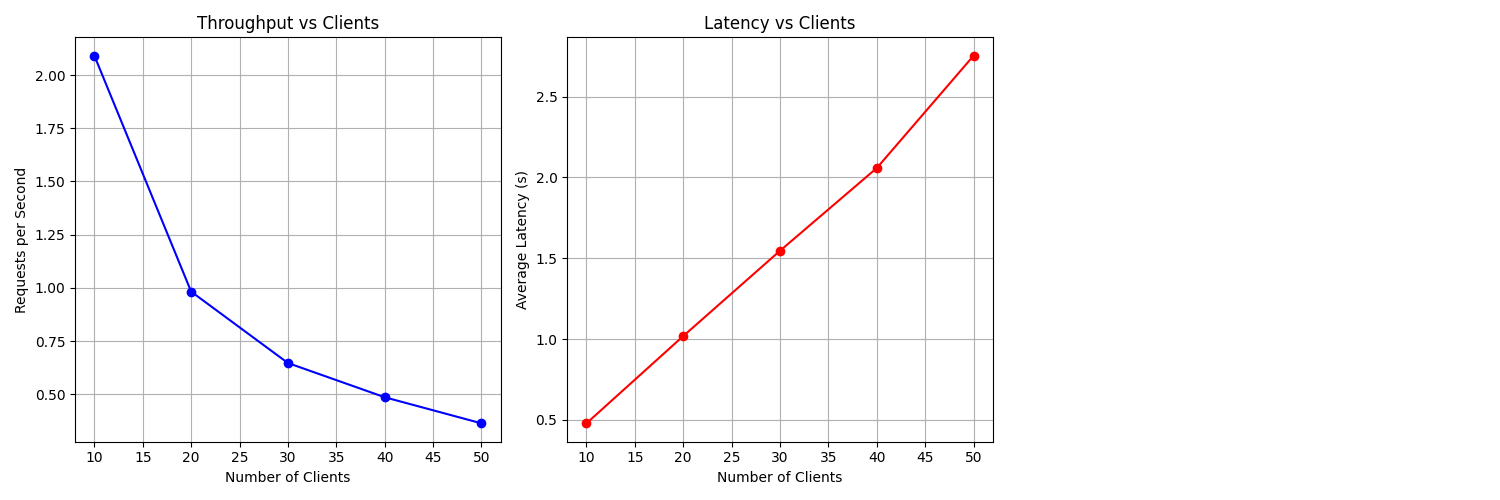 Throughput vs Clients
Requests per Second
2.00
1.75
1.50
1.25
1.00
0.75
0.50
10 15 20 25 30 35 40 45 50
Number of Clients
Latency vs Clients
Average Latency (s)
2.5
2.0
1.5
1.0
0.5
10 15 20 25 30 35 40 45 50
Number of Clients